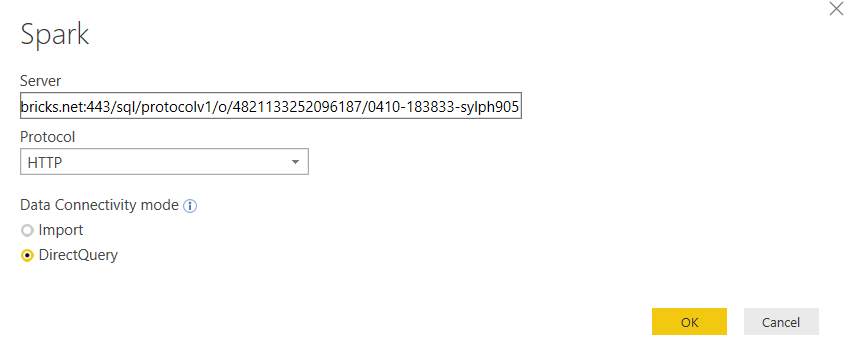 Spark
Server
bricks.net:443/sql/protocolv1/o/4821133252096187/0410-183833-sylph905
Protocol
HTTP
Data Connectivity mode
Import
DirectQuery
OK Cancel